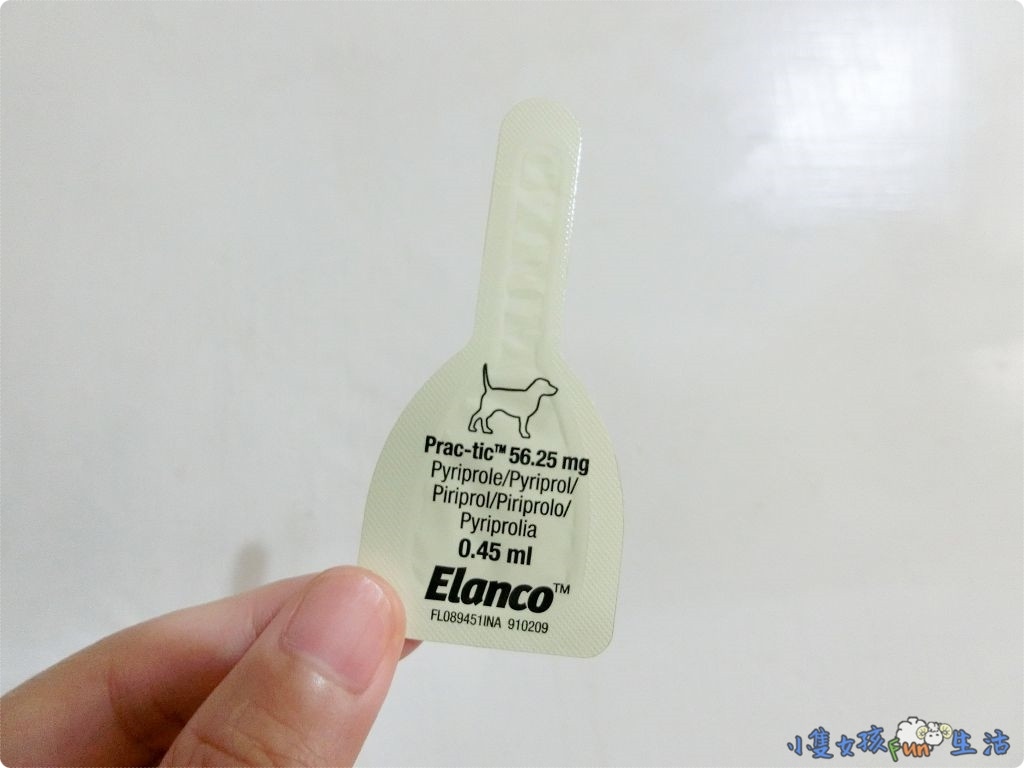 Prac-tic™ 56.25 mg
Pyriprole/Pyriprol/
Piriprol/Piriprolo/
Pyriprolia
0.45 ml
Elanco™
FL089451INA 910209
小隻女孩Fun生活